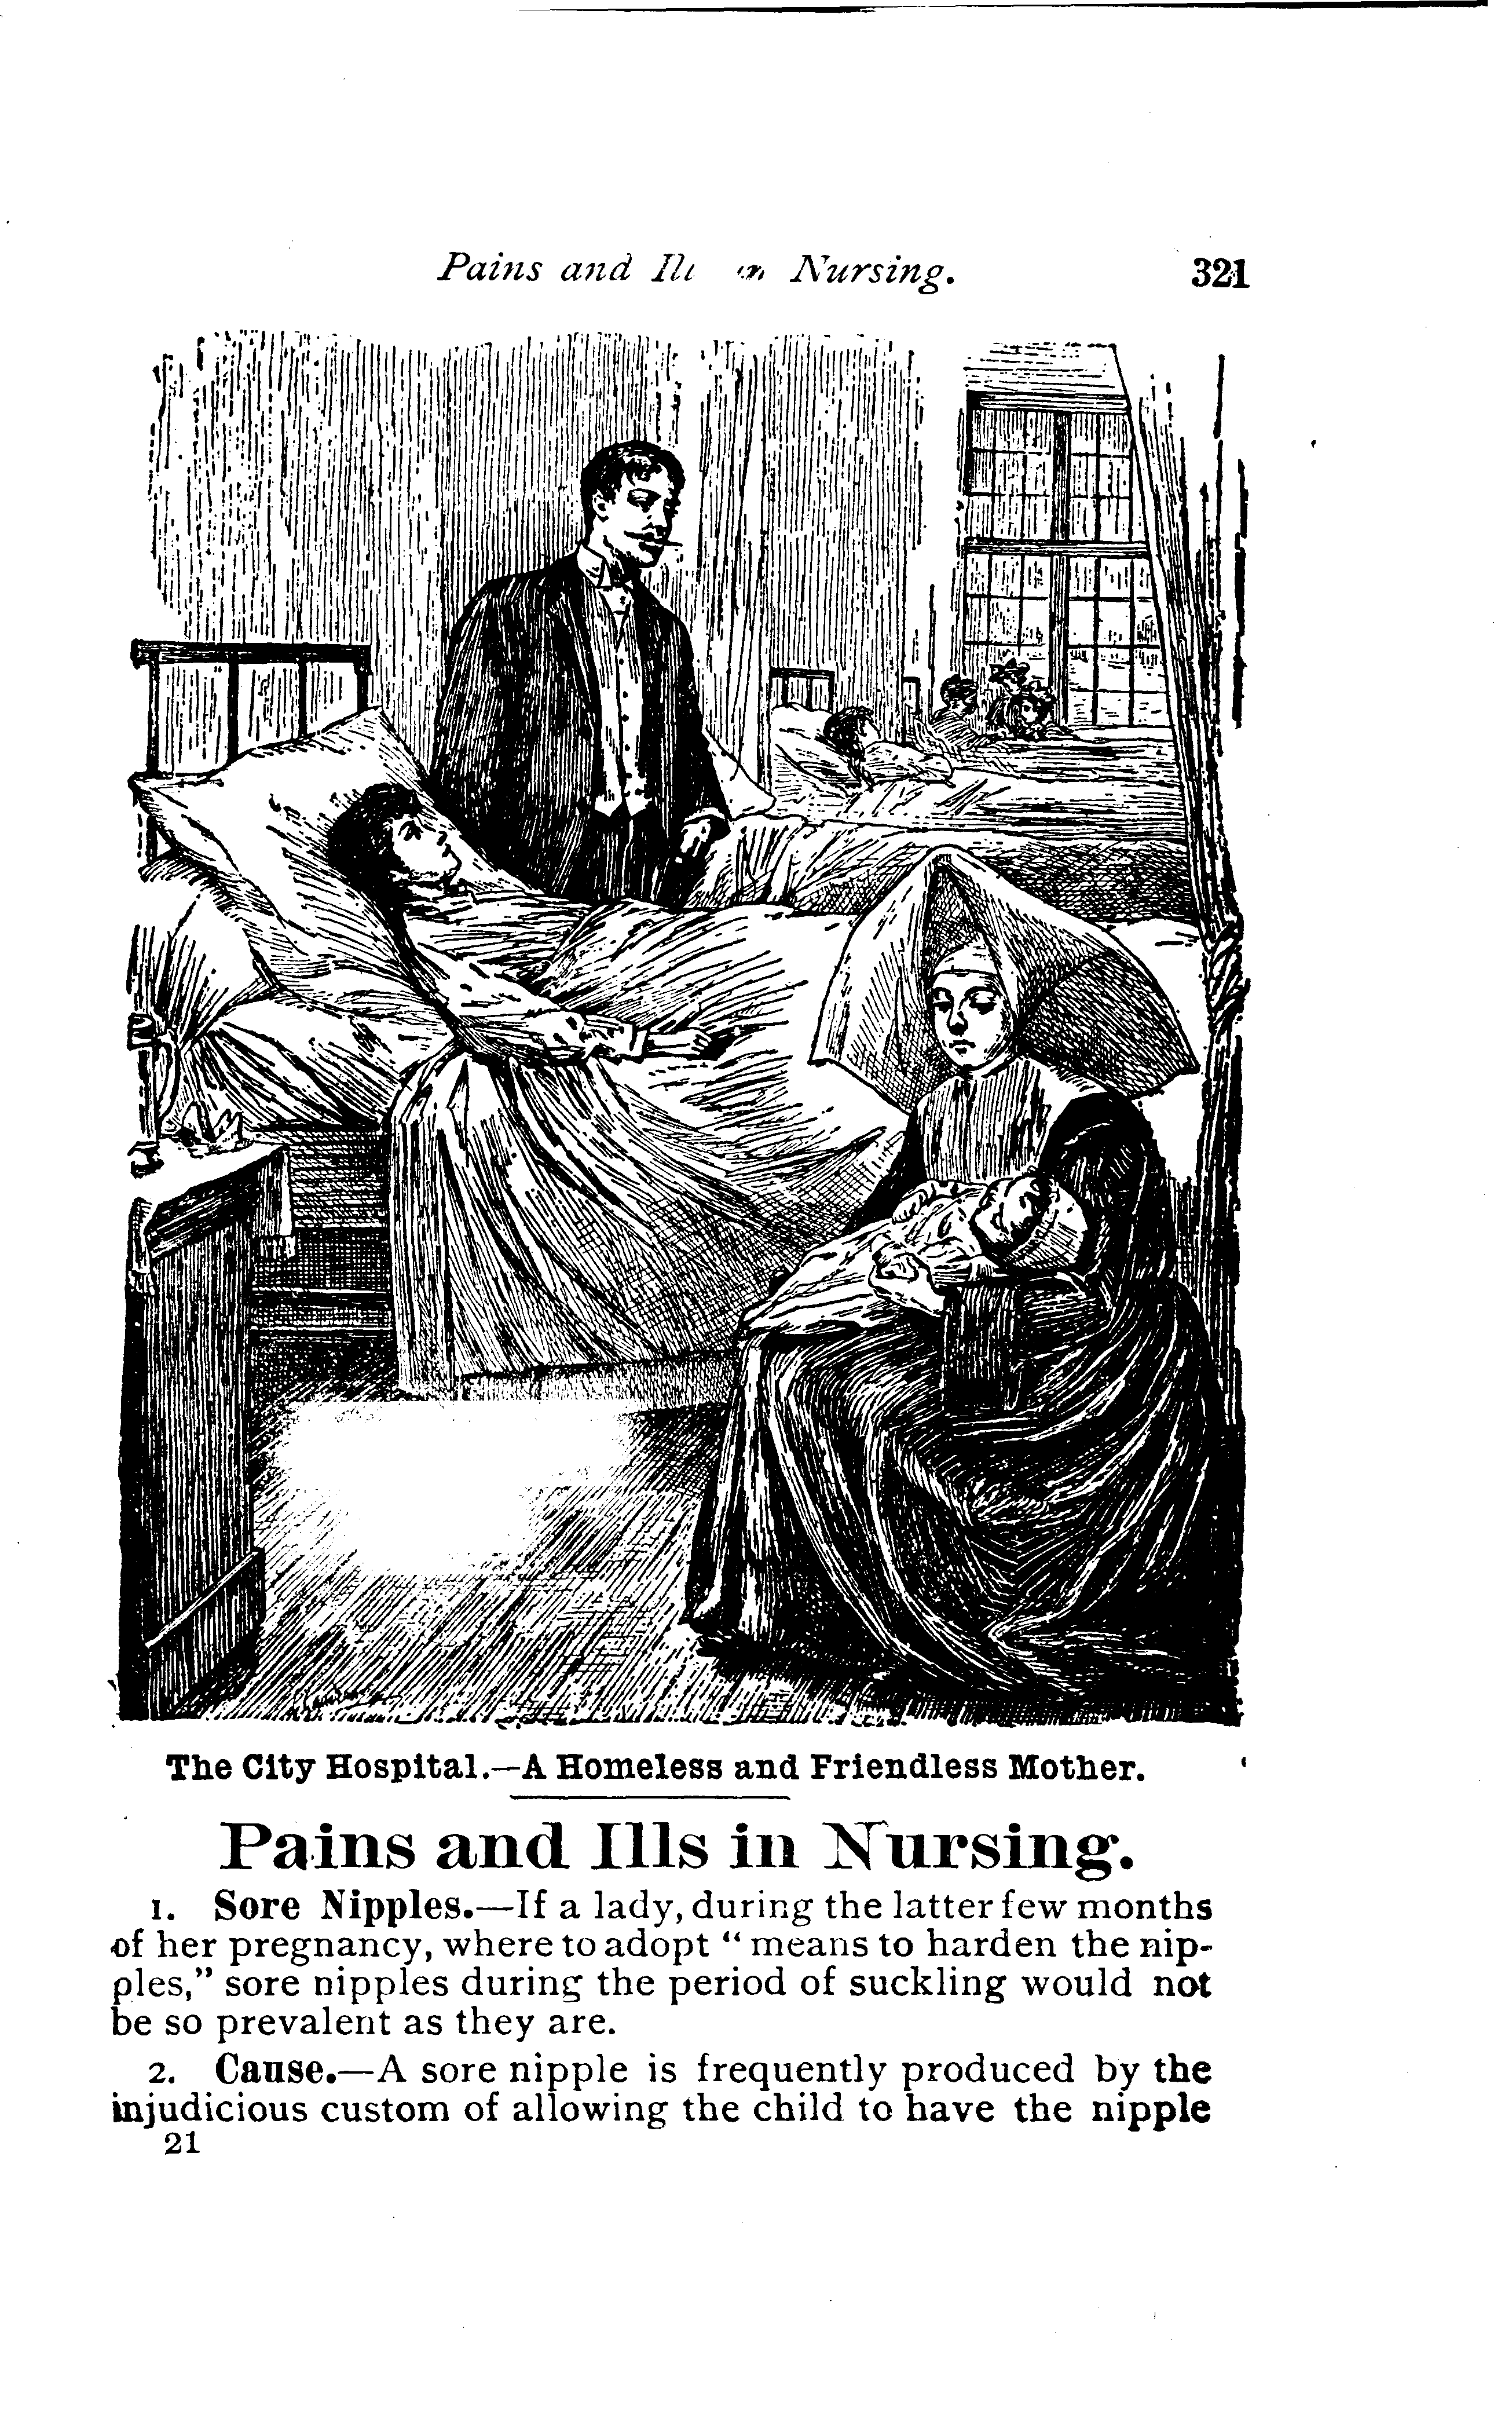 Pains and Ill in Nursing. 321
The City Hospital.—A Homeless and Friendless Mother.
Pains and Ills in Nursing.
1. Sore Nipples.—If a lady, during the latter few months
of her pregnancy, where to adopt “means to harden the nip-
ples,” sore nipples during the period of suckling would not
be so prevalent as they are.
2. Cause.—A sore nipple is frequently produced by the
injudicious custom of allowing the child to have the nipple
21